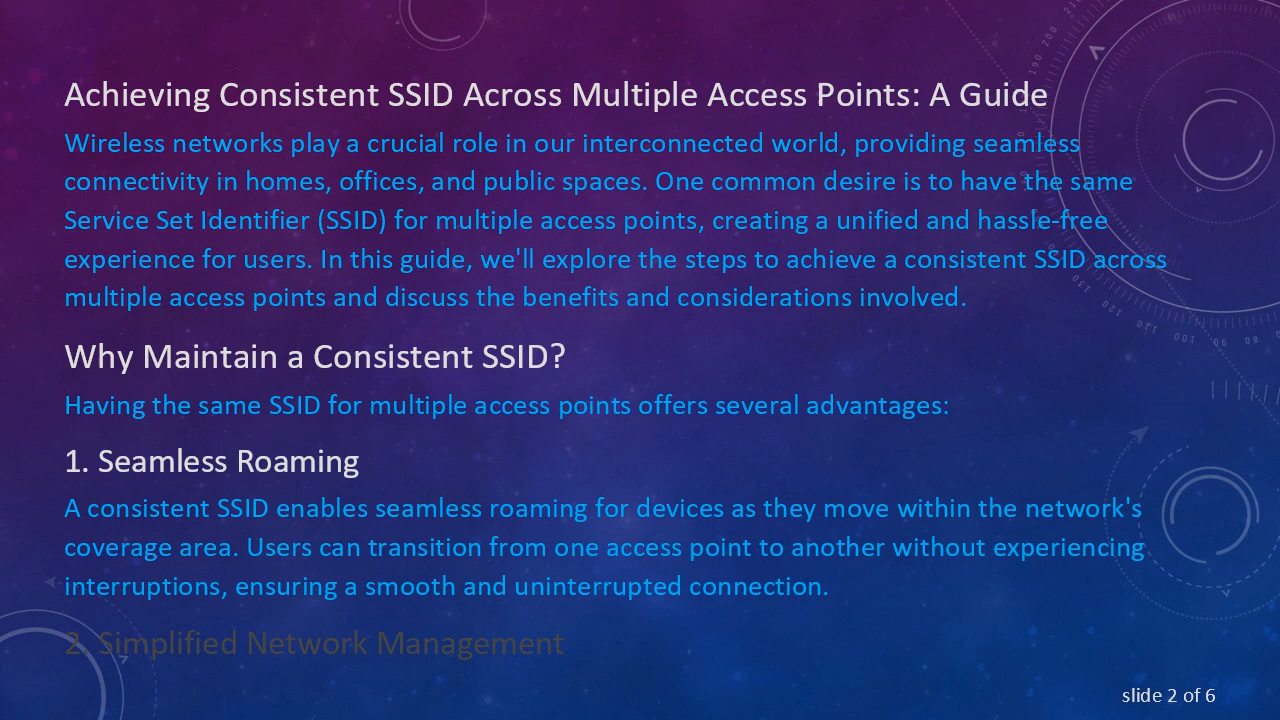 Achieving Consistent SSID Across Multiple Access Points: A Guide
Wireless networks play a crucial role in our interconnected world, providing seamless
connectivity in homes, offices, and public spaces. One common desire is to have the same
Service Set Identifier (SSID) for multiple access points, creating a unified and hassle-free
experience for users. In this guide, we'll explore the steps to achieve a consistent SSID across
multiple access points and discuss the benefits and considerations involved.
Why Maintain a Consistent SSID?
Having the same SSID for multiple access points offers several advantages:
1. Seamless Roaming
A consistent SSID enables seamless roaming for devices as they move within the network's
coverage area. Users can transition from one access point to another without experiencing
interruptions, ensuring a smooth and uninterrupted connection.
2. Simplified Network Management
slide 2 of 6